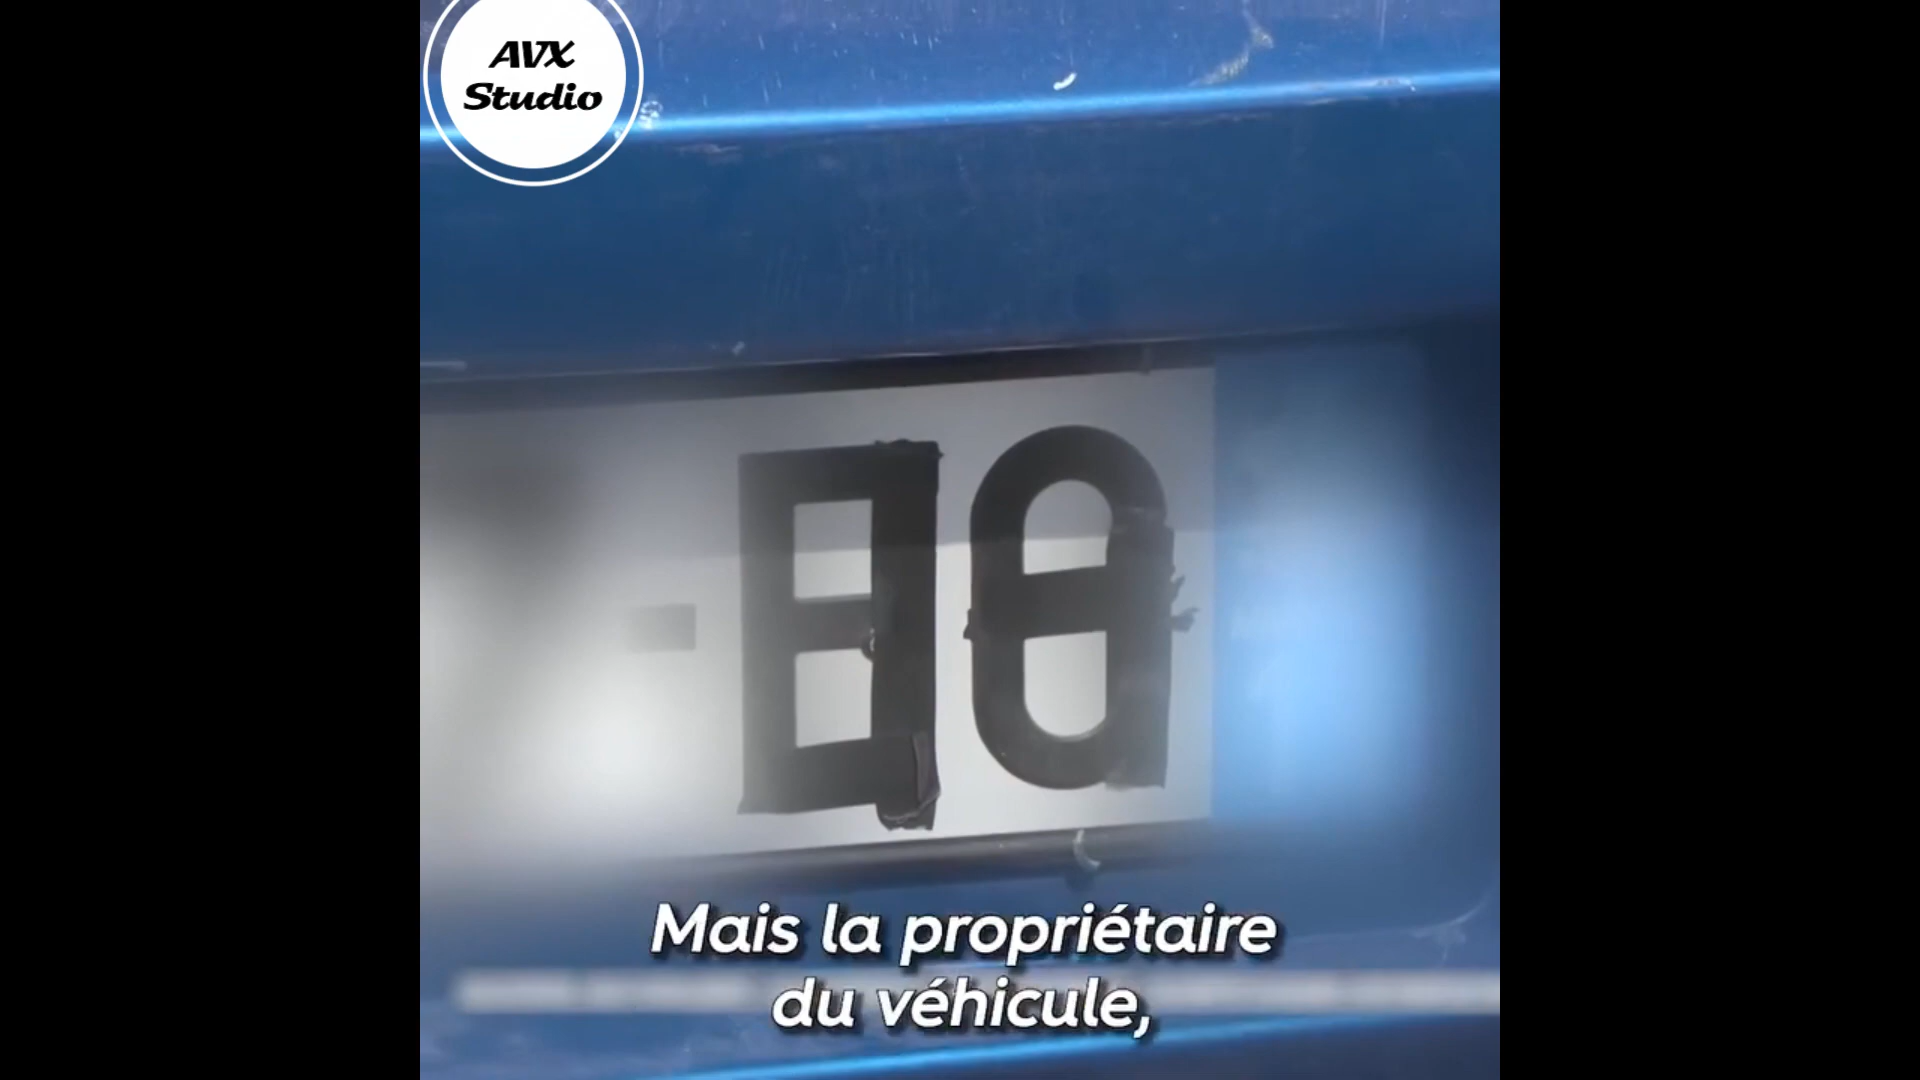 AVX
Studio
Mais la propriétaire
du véhicule,